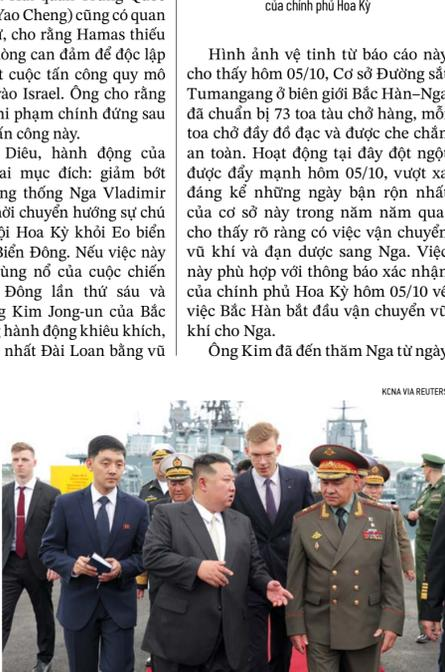 Yao Cheng) cũng có quan
, cho rằng Hamas thiếu
lòng can đảm để độc lập
t cuộc tấn công quy mô
vào Israel. Ông cho rằng
hi phạm chính đứng sau
ấn công này.
Diêu, hành động của
ai mục đích: giảm bớt
ng thống Nga Vladimir
hời chuyển hướng sự chú
ội Hoa Kỳ khỏi Eo biển
Biển Đông. Nếu việc này
ùng nổ của cuộc chiến
Đông lần thứ sáu và
g Kim Jong-un của Bắc
hành động khiêu khích,
nhất Đài Loan bằng vũ
của chính phủ Hoa Kỳ
Hình ảnh vệ tinh từ báo cáo này
cho thấy hôm 05/10, Cơ sở Đường sắt
Tumangang ở biên giới Bắc Hàn–Nga
đã chuẩn bị 73 toa tàu chở hàng, mỗi
toa chở đầy đồ đạc và được che chắn
an toàn. Hoạt động tại đây đột ngột
được đẩy mạnh hôm 05/10, vượt xa
đáng kể những ngày bận rộn nhất
của cơ sở này trong năm năm qua,
cho thấy rõ ràng có việc vận chuyển
vũ khí và đạn dược sang Nga. Việc
này phù hợp với thông báo xác nhận
của chính phủ Hoa Kỳ hôm 05/10 về
việc Bắc Hàn bắt đầu vận chuyển vũ
khí cho Nga.
Ông Kim đã đến thăm Nga từ ngày
KCNA VIA REUTERS